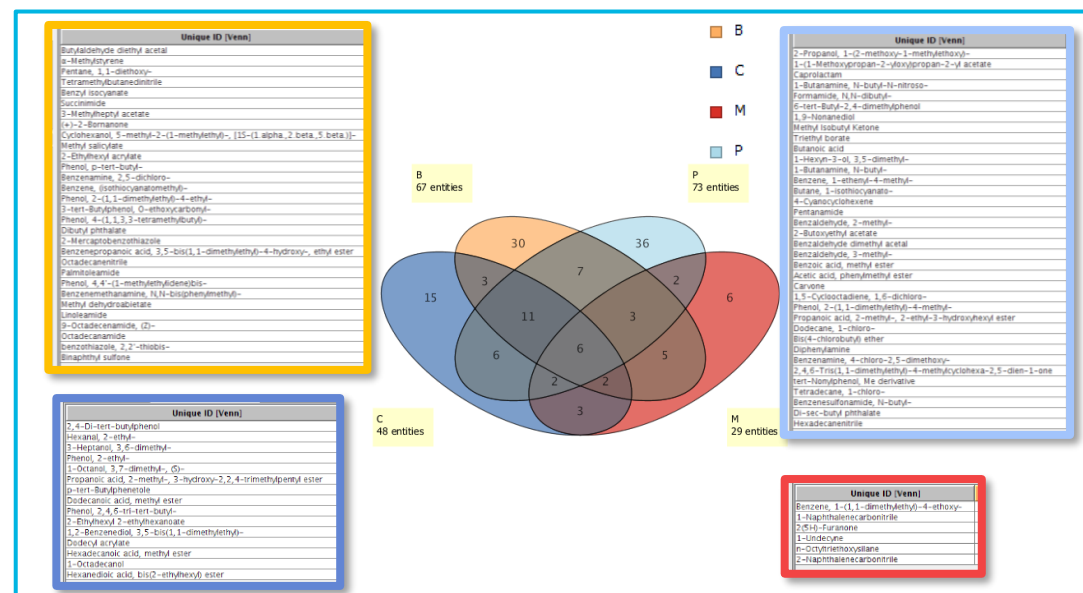 Unique ID [Venn]
Butylaldehyde diethyl acetal
α-Methylstyrene
Pentane, 1,1-diethoxy-
Tetramethylbutanedinitrile
Benzyl isocyanate
Succinimide
3-Methylheptyl acetate
(+)-2-Bornanone
Cyclohexanol, 5-methyl-2-(1-methylethyl)-, [1S-(1.alpha.,2.beta.,5.beta.)]-
Methyl salicylate
2-Ethylhexyl acrylate
Phenol, p-tert-butyl-
Benzenamine, 2,5-dichloro-
Benzene, (isothiocyanatomethyl)-
Phenol, 2-(1,1-dimethylethyl)-4-ethyl-
3-tert-Butylphenol, O-ethoxycarbonyl-
Phenol, 4-(1,1,3,3-tetramethylbutyl)-
Dibutyl phthalate
2-Mercaptobenzothiazole
Benzenepropanoic acid, 3,5-bis(1,1-dimethylethyl)-4-hydroxy-, ethyl ester
Octadecanenitrile
Palmitoleamide
Phenol, 4,4'-(1-methylethylidene)bis-
Benzenemethanamine, N,N-bis(phenylmethyl)-
Methyl dehydroabietate
Linoleamide
9-Octadecenamide, (Z)-
Octadecanamide
benzothiazole, 2,2'-thiobis-
Binaphthyl sulfone
B
C
M
P
Unique ID [Venn]
2-Propanol, 1-(2-methoxy-1-methylethoxy)-
1-(1-Methoxypropan-2-yloxy)propan-2-yl acetate
Caprolactam
1-Butanamine, N-butyl-N-nitroso-
Formamide, N,N-dibutyl-
6-tert-Butyl-2,4-dimethylphenol
1,9-Nonanediol
Methyl Isobutyl Ketone
Triethyl borate
Butanoic acid
1-Hexyn-3-ol, 3,5-dimethyl-
1-Butanamine, N-butyl-
Benzene, 1-ethenyl-4-methyl-
Butane, 1-isothiocyanato-
4-Cyanocyclohexene
Pentanamide
Benzaldehyde, 2-methyl-
2-Butoxyethyl acetate
Benzaldehyde dimethyl acetal
Benzaldehyde, 3-methyl-
Benzoic acid, methyl ester
Acetic acid, phenylmethyl ester
Carvone
1,5-Cyclooctadiene, 1,6-dichloro-
Phenol, 2-(1,1-dimethylethyl)-4-methyl-
Propanoic acid, 2-methyl-, 2-ethyl-3-hydroxyhexyl ester
Dodecane, 1-chloro-
Bis(4-chlorobutyl) ether
Diphenylamine
Benzenamine, 4-chloro-2,5-dimethoxy-
2,4,6-Tris(1,1-dimethylethyl)-4-methylcyclohexa-2,5-dien-1-one
tert-Nonylphenol, Me derivative
Tetradecane, 1-chloro-
Benzenesulfonamide, N-butyl-
Di-sec-butyl phthalate
Hexadecanenitrile
B
67 entities
P
73 entities
30
36
3
7
2
15
6
11
3
6
6
5
2
2
3
C
48 entities
M
29 entities
Unique ID [Venn]
2,4-Di-tert-butylphenol
Hexanal, 2-ethyl-
3-Heptanol, 3,6-dimethyl-
Phenol, 2-ethyl-
1-Octanol, 3,7-dimethyl-, (S)-
Propanoic acid, 2-methyl-, 3-hydroxy-2,2,4-trimethylpentyl ester
p-tert-Butylphenetole
Dodecanoic acid, methyl ester
Phenol, 2,4,6-tri-tert-butyl-
2-Ethylhexyl 2-ethylhexanoate
1,2-Benzenediol, 3,5-bis(1,1-dimethylethyl)-
Dodecyl acrylate
Hexadecanoic acid, methyl ester
1-Octadecanol
Hexanedioic acid, bis(2-ethylhexyl) ester
Unique ID [Venn]
Benzene, 1-(1,1-dimethylethyl)-4-ethoxy-
1-Naphthalenecarbonitrile
2(5H)-Furanone
1-Undecyne
n-Octyltriethoxysilane
2-Naphthalenecarbonitrile